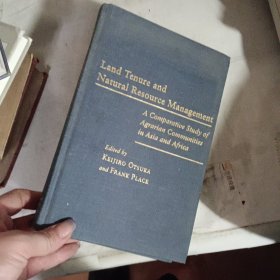 Land Tenure and
Natural Resource Management
A Comparative Study of
Agrarian Communities
in Asia and Africa
Edited by
Keijiro Otsuka
and Frank Place